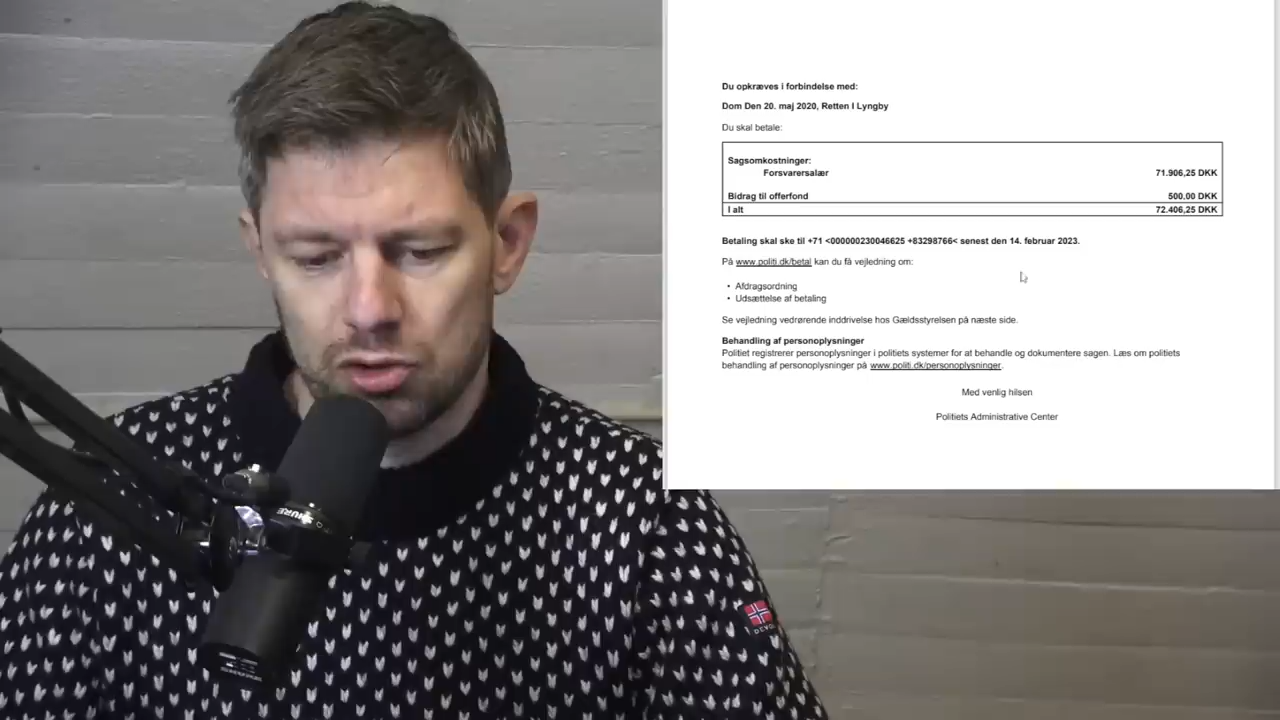 Du opkræves i forbindelse med:
Dom Den 20. maj 2020, Retten I Lyngby
Du skal betale:
Sagsomkostninger:
Forsvarersalær 71.906,25 DKK
Bidrag til offerfond 500,00 DKK
I alt 72.406,25 DKK
Betaling skal ske til +71 <000000230046625 +83298766< senest den 14. februar 2023.
På www.politi.dk/betal kan du få vejledning om:
• Afdragsordning
• Udsættelse af betaling
Se vejledning vedrørende inddrivelse hos Gældsstyrelsen på næste side.
Behandling af personoplysninger
Politiet registrerer personoplysninger i politiets systemer for at behandle og dokumentere sagen. Læs om politiets
behandling af personoplysninger på www.politi.dk/personoplysninger.
Med venlig hilsen
Politiets Administrative Center
SHURE
DEVOLD